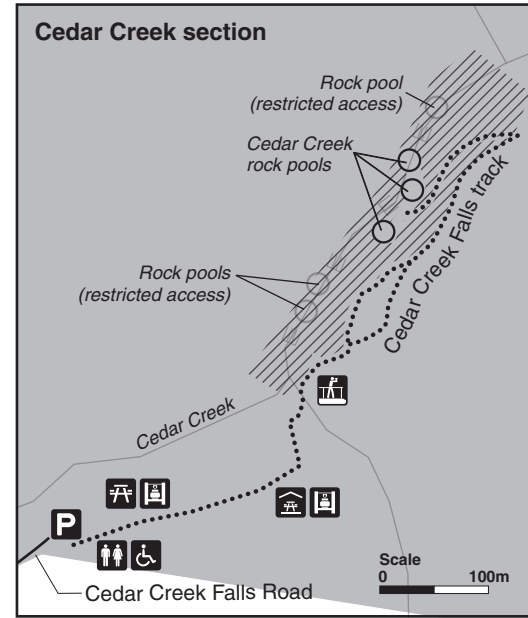 Cedar Creek section
Rock pool
(restricted access)
Cedar Creek
rock pools
Cedar Creek Falls track
Rock pools
(restricted access)
Cedar Creek
P
Cedar Creek Falls Road
Scale
0 100m